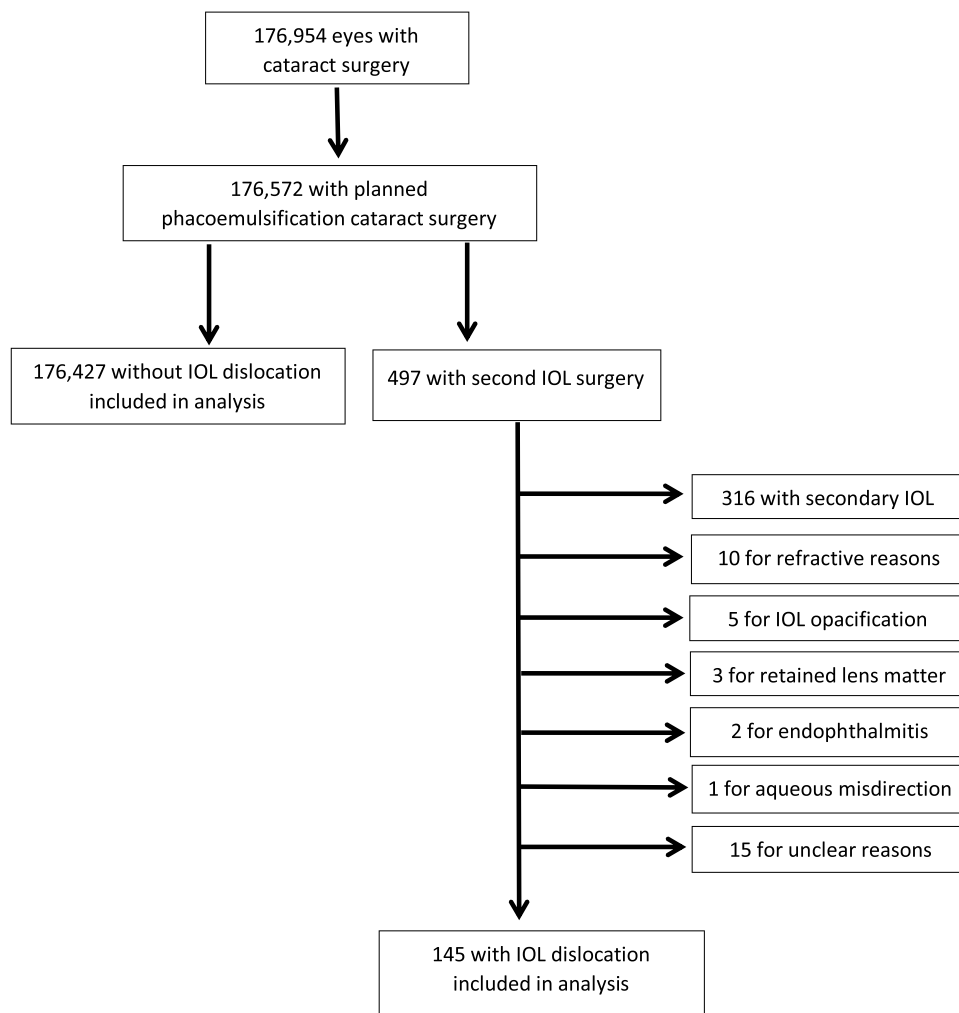 176,954 eyes with
cataract surgery
176,572 with planned
phacoemulsification cataract surgery
176,427 without IOL dislocation
included in analysis
497 with second IOL surgery
316 with secondary IOL
10 for refractive reasons
5 for IOL opacification
3 for retained lens matter
2 for endophthalmitis
1 for aqueous misdirection
15 for unclear reasons
145 with IOL dislocation
included in analysis